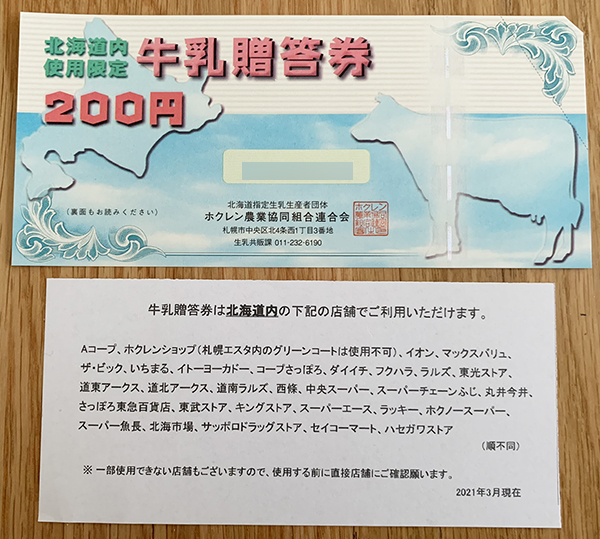 北海道内
使用限定
牛乳贈答券
200円
(裏面もお読みください)
北海道指定生乳生産者団体
ホクレン農業協同組合連合会
札幌市中央区北4条西1丁目3番地
生乳共販課 011-232-6190
牛乳贈答券は北海道内の下記の店舗でご利用いただけます。
Aコープ、ホクレンショップ(札幌エスタ内のグリーンコートは使用不可)、イオン、マックスバリュ、
ザ・ビック、いちまる、イトーヨーカドー、コープさっぽろ、ダイイチ、フクハラ、ラルズ、東光ストア、
道東アークス、道北アークス、道南ラルズ、西條、中央スーパー、スーパーチェーンふじ、丸井今井、
さっぽろ東急百貨店、東武ストア、キングストア、スーパーエース、ラッキー、ホクノースーパー、
スーパー魚長、北海市場、サッポロドラッグストア、セイコーマート、ハセガワストア
(順不同)
※ 一部使用できない店舗もございますので、使用する前に直接店舗にご確認願います。
2021年3月現在